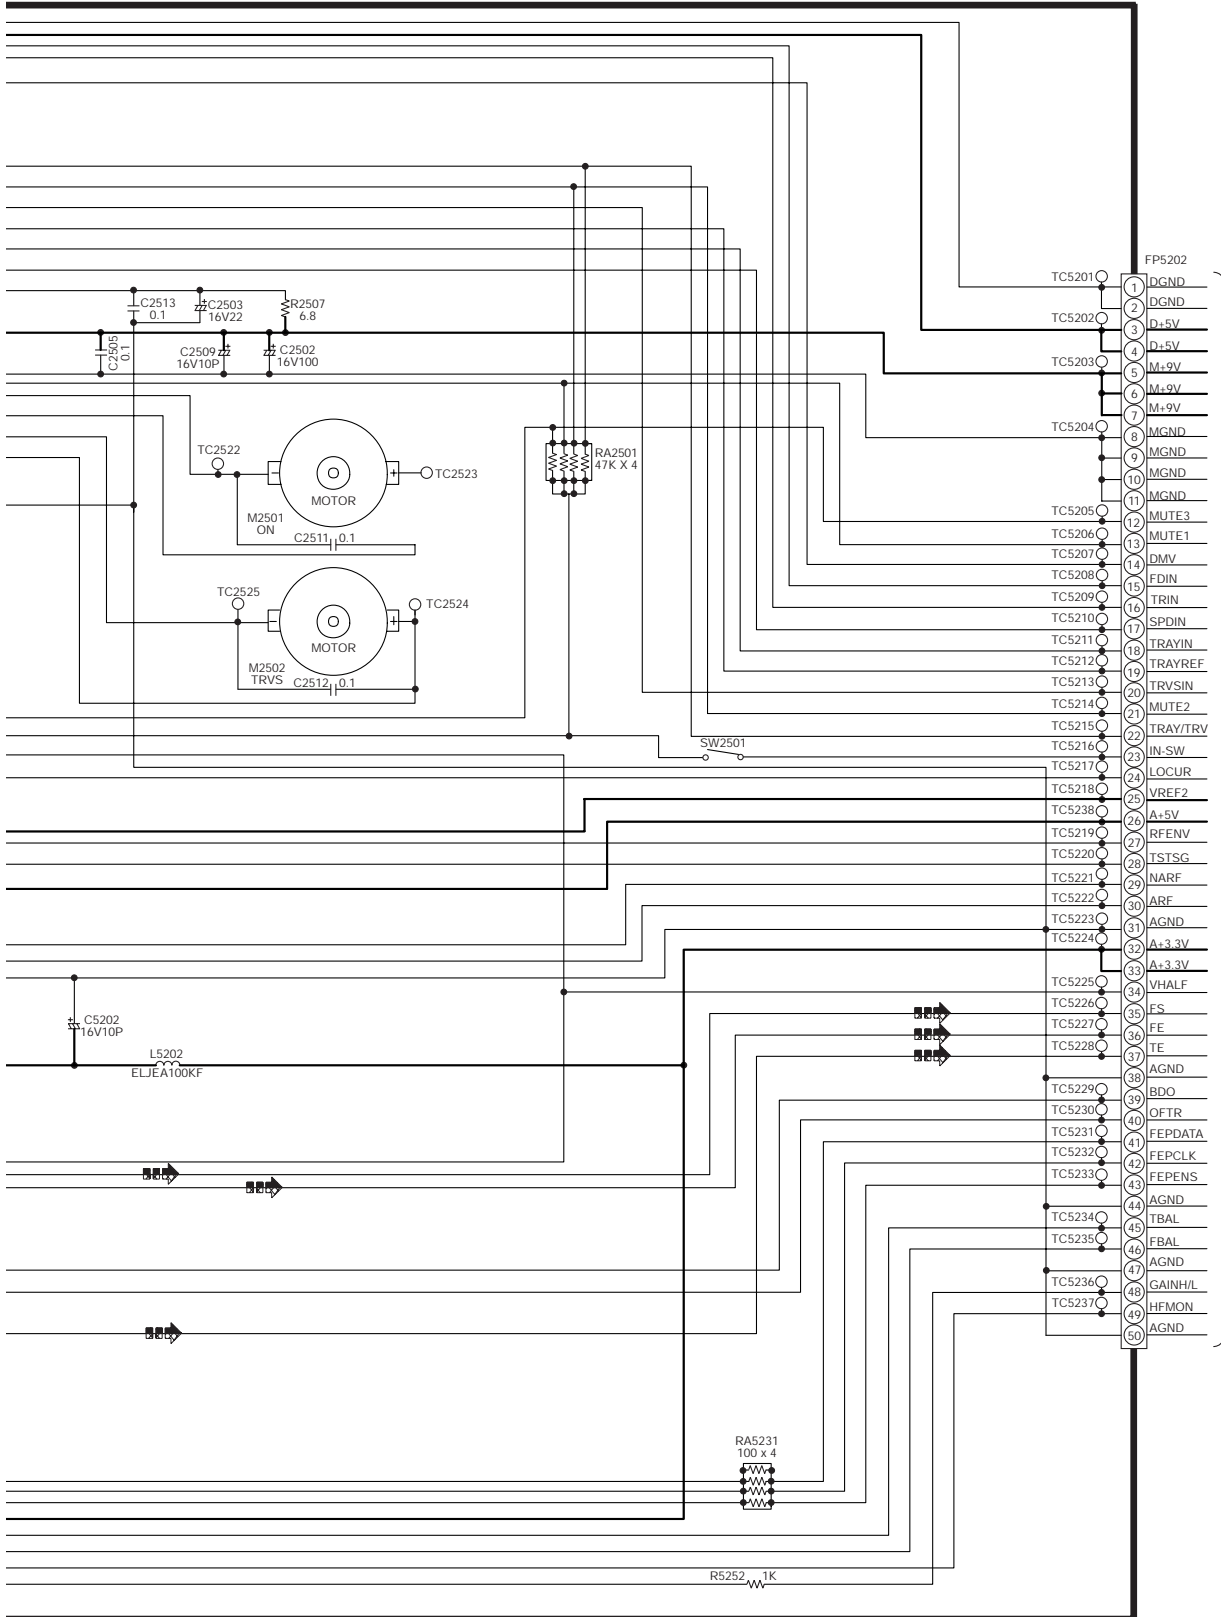 FP5202
TC5201
1 DGND
2 DGND
TC5202
3 D+5V
4 D+5V
TC5203
5 M+9V
6 M+9V
7 M+9V
TC5204
8 MGND
9 MGND
10 MGND
11 MGND
TC5205
12 MUTE3
TC5206
13 MUTE1
TC5207
14 DMV
TC5208
15 FDIN
TC5209
16 TRIN
TC5210
17 SPDIN
TC5211
18 TRAYIN
TC5212
19 TRAYREF
TC5213
20 TRVSIN
TC5214
21 MUTE2
TC5215
22 TRAY/TRV
TC5216
23 IN-SW
TC5217
24 LOCUR
TC5218
25 VREF2
TC5238
26 A+5V
TC5219
27 RFENV
TC5220
28 TSTSG
TC5221
29 NARF
TC5222
30 ARF
TC5223
31 AGND
TC5224
32 A+3.3V
33 A+3.3V
TC5225
34 VHALF
TC5226
35 FS
TC5227
36 FE
TC5228
37 TE
38 AGND
TC5229
39 BDO
TC5230
40 OFTR
TC5231
41 FEPDATA
TC5232
42 FEPCLK
TC5233
43 FEPENS
44 AGND
TC5234
45 TBAL
TC5235
46 FBAL
47 AGND
TC5236
48 GAINH/L
TC5237
49 HFMON
50 AGND
C2513
0.1
+
C2503
16V22
R2507
6.8
C2505
0.1
+
C2509
16V10P
+
C2502
16V100
TC2522
- +
TC2523
MOTOR
M2501
ON
C2511 0.1
RA2501
47K X 4
TC2525
- +
TC2524
MOTOR
M2502
TRVS
C2512 0.1
SW2501
+
C5202
16V10P
L5202
ELJEA100KF
RA5231
100 x 4
R5252 1K